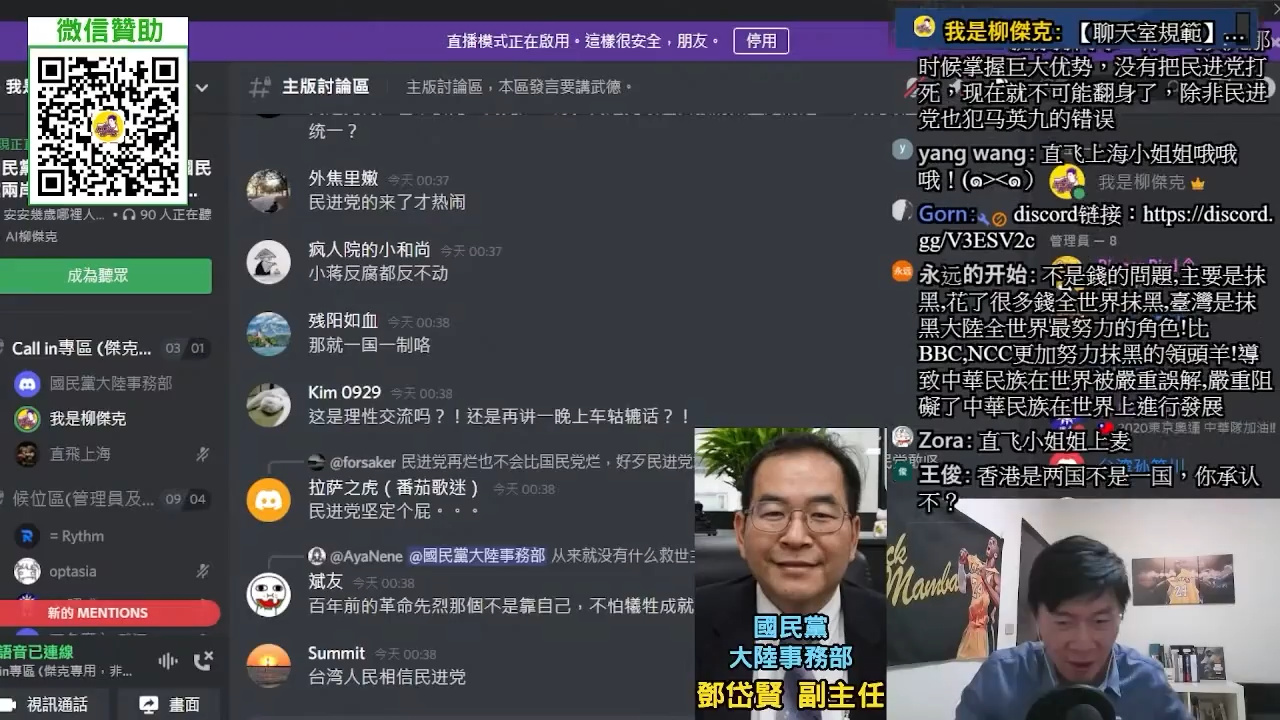 微信贊助
直播模式正在啟用。這樣很安全，朋友。
停用
# 主版討論區
主版討論區，本區發言要講武德。
安安幾歲哪裡人... • 90 人正在聽
AI柳傑克
成為聽眾
Call in專區 (傑克... 03 01
國民黨大陸事務部
我是柳傑克
直飛上海
候位區(管理員及... 09 04
= Rythm
optasia
新的 MENTIONS
語音已連線
視訊通話
畫面
统一？
外焦里嫩 今天 00:37
民进党的来了才热闹
疯人院的小和尚 今天 00:37
小蒋反腐都反不动
残阳如血 今天 00:38
那就一国一制咯
Kim 0929 今天 00:38
这是理性交流吗？！还是再讲一晚上车轱辘话？！
@forsaker 民进党再烂也不会比国民党烂，好歹民进党
拉萨之虎 ( 番茄歌迷 ) 今天 00:38
民进党坚定个屁。。。
@AyaNene @國民黨大陸事務部 从来就没有什么救世主
斌友 今天 00:38
百年前的革命先烈那個不是靠自己，不怕犧牲成就
Summit 今天 00:38
台湾人民相信民进党
國民黨
大陸事務部
鄧岱賢 副主任
我是柳傑克: 【聊天室規範】 ...
时候掌握巨大优势，没有把民进党打
死，现在就不可能翻身了，除非民进
党也犯马英九的错误
yang wang: 直飞上海小姐姐哦哦
哦！(๑><๑)
我是柳傑克
Gorn: discord链接：https://discord.
gg/V3ESV2c
管理員 — 8
永远的开始: 不是錢的問題,主要是抹
黑,花了很多錢全世界抹黑,臺灣是抹
黑大陸全世界最努力的角色!比
BBC,NCC更加努力抹黑的領頭羊!導
致中華民族在世界被嚴重誤解,嚴重阻
礙了中華民族在世界上進行發展
2020東京奧運 中華隊加油!!
Zora: 直飞小姐姐上麦
王俊: 香港是两国不是一国，你承认
不？